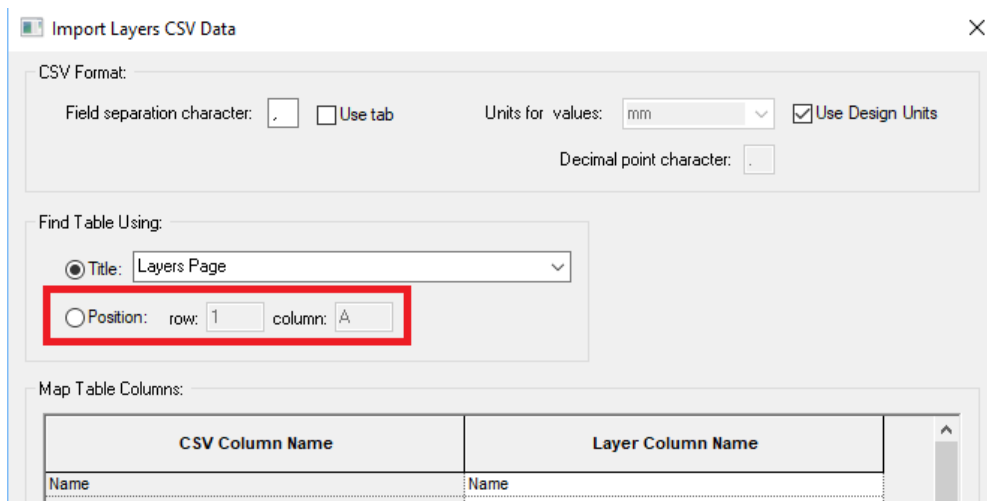 Import Layers CSV Data
CSV Format:
Field separation character: , Use tab Units for values: mm Use Design Units
Decimal point character: .
Find Table Using:
Title: Layers Page
Position: row: 1 column: A
Map Table Columns:
CSV Column Name Layer Column Name
Name Name